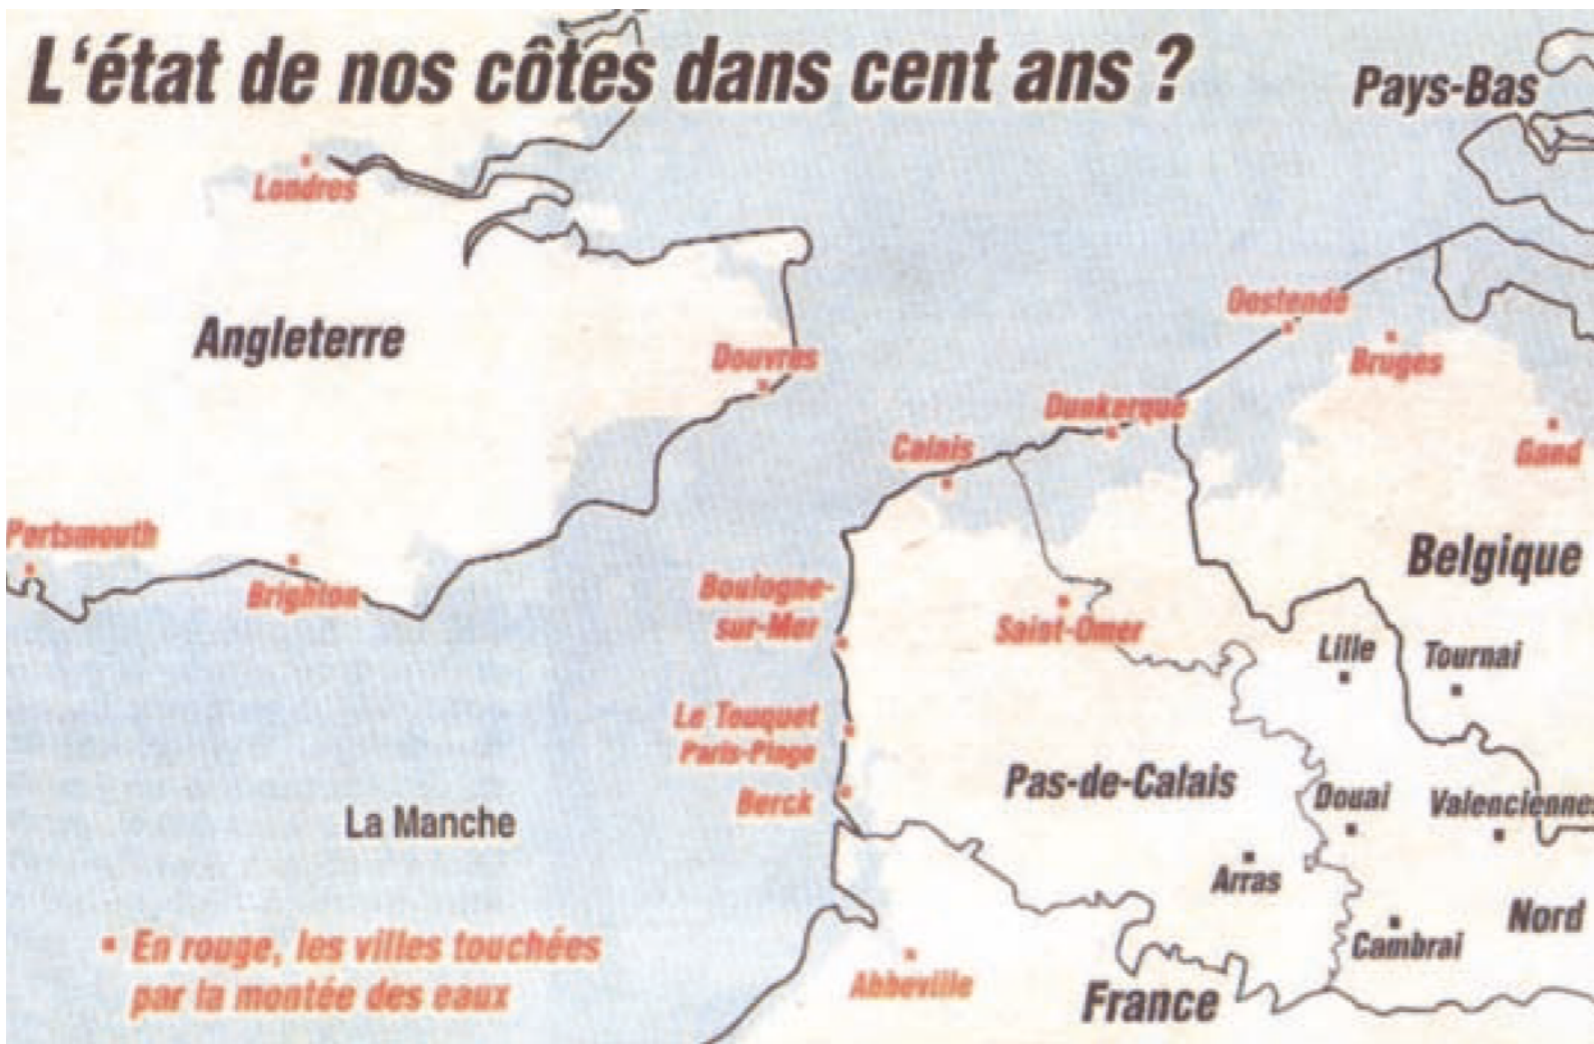 L'état de nos côtes dans cent ans ?
Pays-Bas
Londres
Angleterre
Douvres
Oostende
Bruges
Dunkerque
Calais
Gand
Portsmouth
Brighton
Belgique
Boulogne-
sur-Mer
Saint-Omer
Lille
Tournai
Le Touquet
Paris-Plage
Berck
Pas-de-Calais
Douai
Valencienne
La Manche
Arras
Nord
Cambrai
Abbeville
France
En rouge, les villes touchées
par la montée des eaux